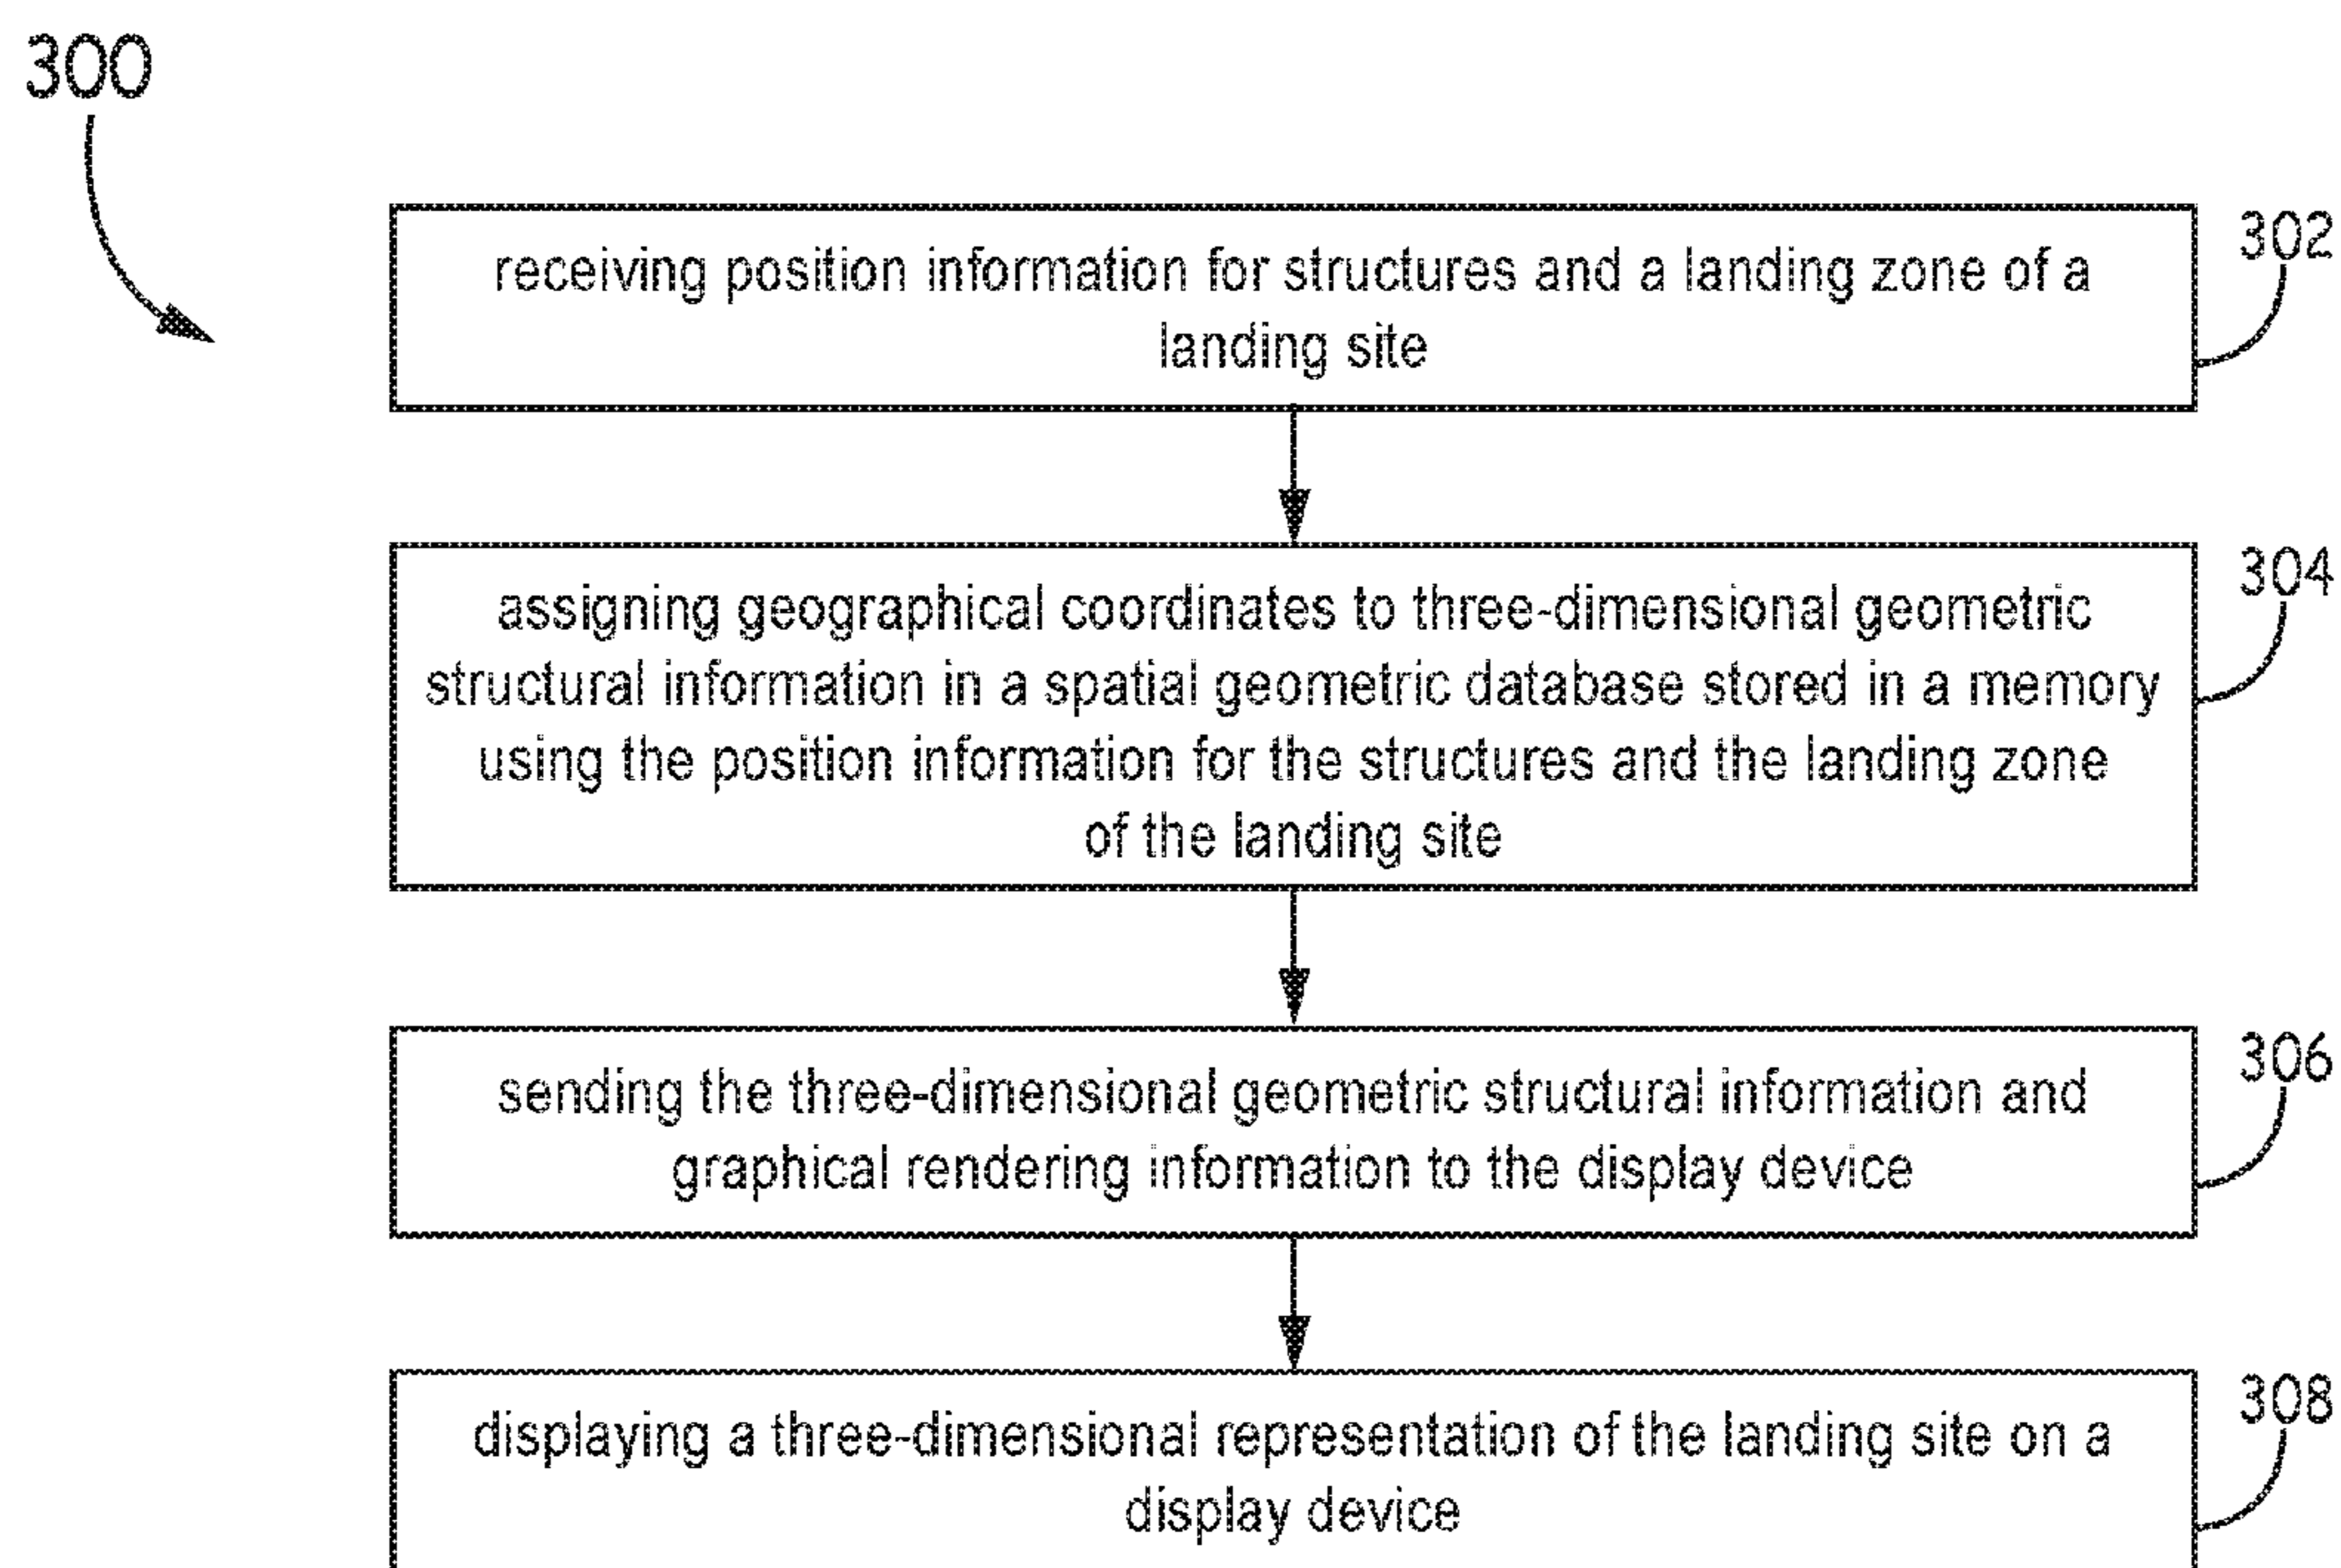 300
receiving position information for structures and a landing zone of a
landing site
302
assigning geographical coordinates to three-dimensional geometric
structural information in a spatial geometric database stored in a memory
using the position information for the structures and the landing zone
of the landing site
304
sending the three-dimensional geometric structural information and
graphical rendering information to the display device
306
displaying a three-dimensional representation of the landing site on a
display device
308